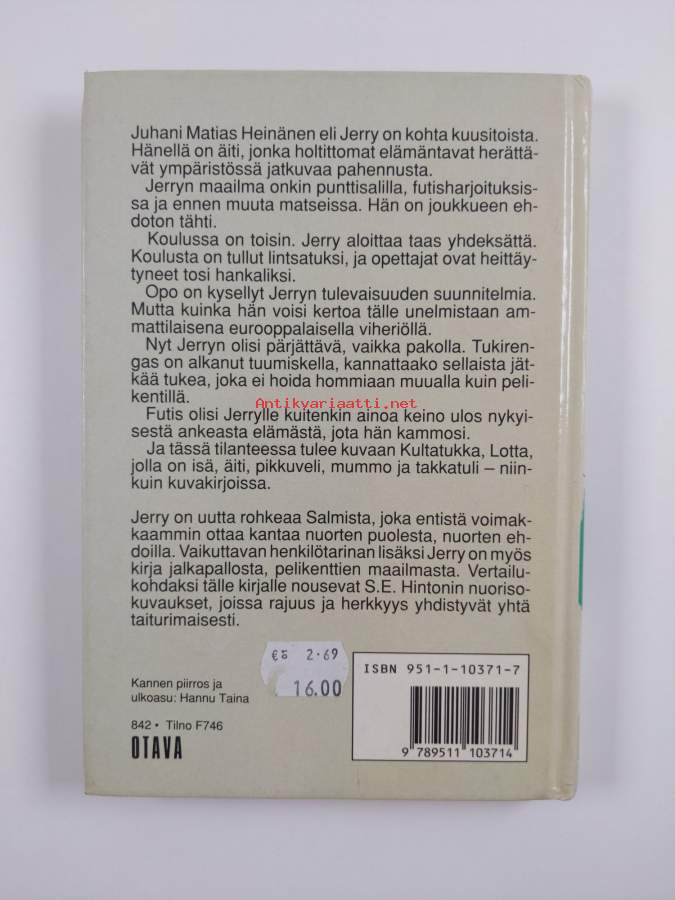 Juhani Matias Heinänen eli Jerry on kohta kuusitoista.
Hänellä on äiti, jonka holtittomat elämäntavat herättä-
vät ympäristössä jatkuvaa pahennusta.
Jerryn maailma onkin punttisalilla, futisharjoituksis-
sa ja ennen muuta matseissa. Hän on joukkueen eh-
doton tähti.
Koulussa on toisin. Jerry aloittaa taas yhdeksättä.
Koulusta on tullut lintsatuksi, ja opettajat ovat heittäy-
tyneet tosi hankaliksi.
Opo on kysellyt Jerryn tulevaisuuden suunnitelmia.
Mutta kuinka hän voisi kertoa tälle unelmistaan am-
mattilaisena eurooppalaisella viheriöllä.
Nyt Jerryn olisi pärjättävä, vaikka pakolla. Tukiren-
gas on alkanut tuumiskella, kannattaako sellaista jät-
kää tukea, joka ei hoida hommiaan muualla kuin peli-
kentillä.
Antikyariaatti.net
Futis olisi Jerrylle kuitenkin ainoa keino ulos nykyi-
sestä ankeasta elämästä, jota hän kammosi.
Ja tässä tilanteessa tulee kuvaan Kultatukka, Lotta,
jolla on isä, äiti, pikkuveli, mummo ja takkatuli – niin-
kuin kuvakirjoissa.
Jerry on uutta rohkeaa Salmista, joka entistä voimak-
kaammin ottaa kantaa nuorten puolesta, nuorten eh-
doilla. Vaikuttavan henkilötarinan lisäksi Jerry on myös
kirja jalkapallosta, pelikenttien maailmasta. Vertailu-
kohdaksi tälle kirjalle nousevat S.E. Hintonin nuoriso-
kuvaukset, joissa rajuus ja herkkyys yhdistyvät yhtä
taiturimaisesti.
2.69
16.00
Kannen piirros ja
ulkoasu: Hannu Taina
842 • Tilno F746
OTAVA
ISBN 951-1-10371-7
9 789511 103714